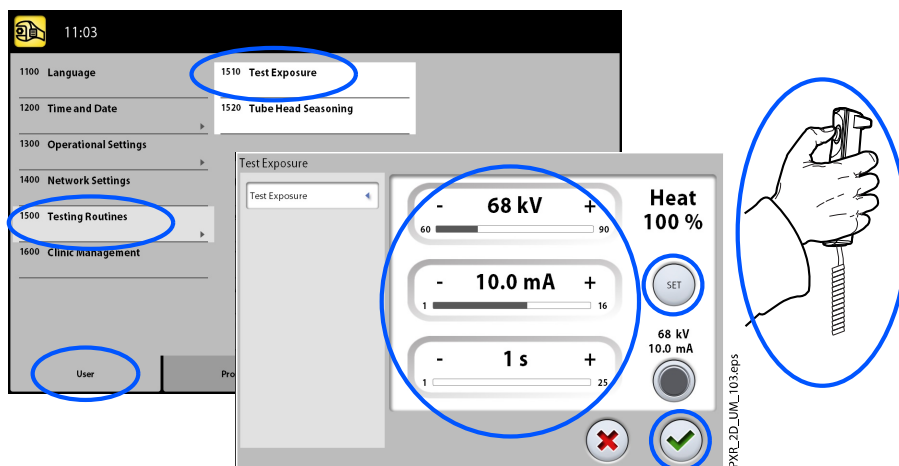 11:03
1100 Language
1510 Test Exposure
1200 Time and Date
1520 Tube Head Seasoning
1300 Operational Settings
1400 Network Settings
1500 Testing Routines
1600 Clinic Management
User
Pro
Test Exposure
Test Exposure
- 68 kV +
60 90
Heat
100 %
- 10.0 mA +
1 16
SET
68 kV
10.0 mA
- 1 s +
1 25
PXR_2D_UM_103.eps